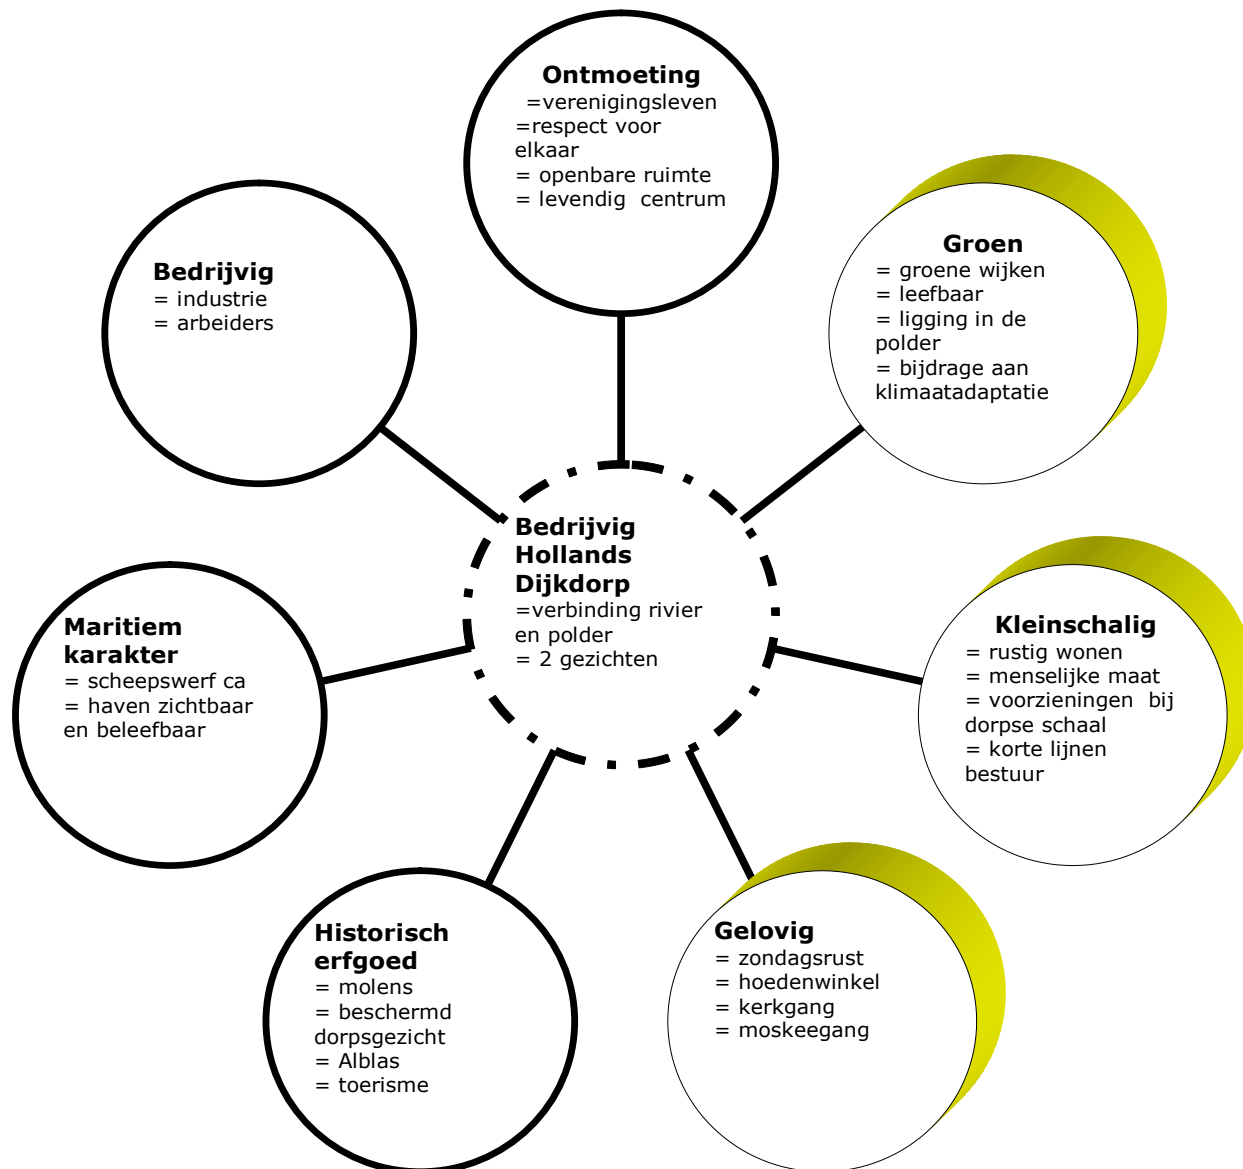 Ontmoeting
=verenigingsleven
=respect voor
elkaar
= openbare ruimte
= levendig  centrum
Groen
= groene wijken
= leefbaar
= ligging in de
polder
= bijdrage aan
klimaatadaptatie
Bedrijvig
= industrie
= arbeiders
Bedrijvig
Hollands
Dijkdorp
=verbinding rivier
en polder
= 2 gezichten
Maritiem
karakter
= scheepswerf ca
= haven zichtbaar
en beleefbaar
Kleinschalig
= rustig wonen
= menselijke maat
= voorzieningen  bij
dorpse schaal
= korte lijnen
bestuur
Historisch
erfgoed
= molens
= beschermd
dorpsgezicht
= Alblas
= toerisme
Gelovig
= zondagsrust
= hoedenwinkel
= kerkgang
= moskeegang